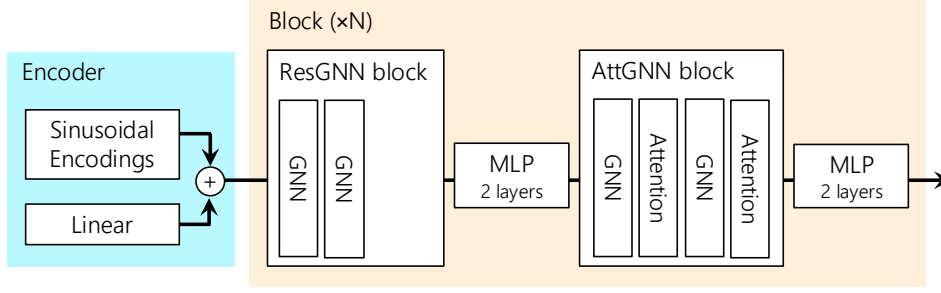 Block (×N)
Encoder
Sinusoidal
Encodings
+
Linear
ResGNN block
GNN
GNN
MLP
2 layers
AttGNN block
GNN
Attention
GNN
Attention
MLP
2 layers